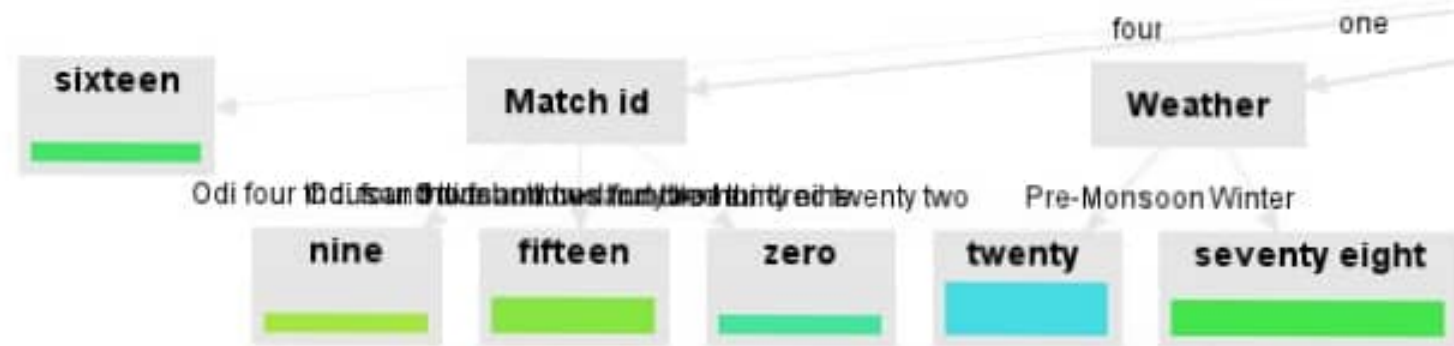 four one
sixteen Match id Weather
Odi four twenty two Pre-Monsoon Winter
nine fifteen zero twenty seventy eight